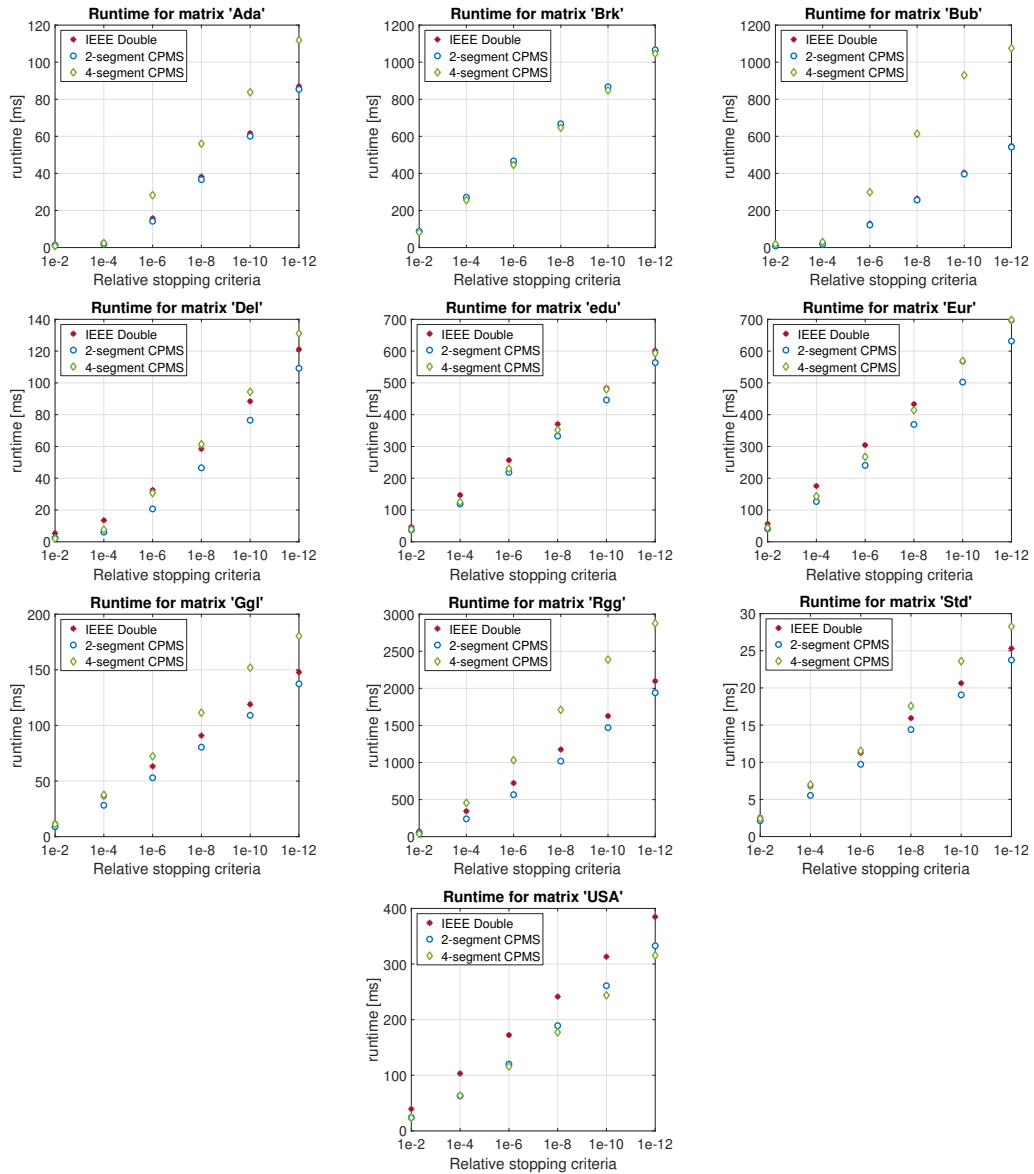 Runtime for matrix 'Ada'
120
100
80
60
40
20
0
runtime [ms]
IEEE Double
2-segment CPMS
4-segment CPMS
1e-2 1e-4 1e-6 1e-8 1e-10 1e-12
Relative stopping criteria
Runtime for matrix 'Brk'
1200
1000
800
600
400
200
0
runtime [ms]
IEEE Double
2-segment CPMS
4-segment CPMS
1e-2 1e-4 1e-6 1e-8 1e-10 1e-12
Relative stopping criteria
Runtime for matrix 'Bub'
1200
1000
800
600
400
200
0
runtime [ms]
IEEE Double
2-segment CPMS
4-segment CPMS
1e-2 1e-4 1e-6 1e-8 1e-10 1e-12
Relative stopping criteria
Runtime for matrix 'Del'
140
120
100
80
60
40
20
0
runtime [ms]
IEEE Double
2-segment CPMS
4-segment CPMS
1e-2 1e-4 1e-6 1e-8 1e-10 1e-12
Relative stopping criteria
Runtime for matrix 'edu'
700
600
500
400
300
200
100
0
runtime [ms]
IEEE Double
2-segment CPMS
4-segment CPMS
1e-2 1e-4 1e-6 1e-8 1e-10 1e-12
Relative stopping criteria
Runtime for matrix 'Eur'
700
600
500
400
300
200
100
0
runtime [ms]
IEEE Double
2-segment CPMS
4-segment CPMS
1e-2 1e-4 1e-6 1e-8 1e-10 1e-12
Relative stopping criteria
Runtime for matrix 'Ggl'
200
150
100
50
0
runtime [ms]
IEEE Double
2-segment CPMS
4-segment CPMS
1e-2 1e-4 1e-6 1e-8 1e-10 1e-12
Relative stopping criteria
Runtime for matrix 'Rgg'
3000
2500
2000
1500
1000
500
0
runtime [ms]
IEEE Double
2-segment CPMS
4-segment CPMS
1e-2 1e-4 1e-6 1e-8 1e-10 1e-12
Relative stopping criteria
Runtime for matrix 'Std'
30
25
20
15
10
5
0
runtime [ms]
IEEE Double
2-segment CPMS
4-segment CPMS
1e-2 1e-4 1e-6 1e-8 1e-10 1e-12
Relative stopping criteria
Runtime for matrix 'USA'
400
300
200
100
0
runtime [ms]
IEEE Double
2-segment CPMS
4-segment CPMS
1e-2 1e-4 1e-6 1e-8 1e-10 1e-12
Relative stopping criteria